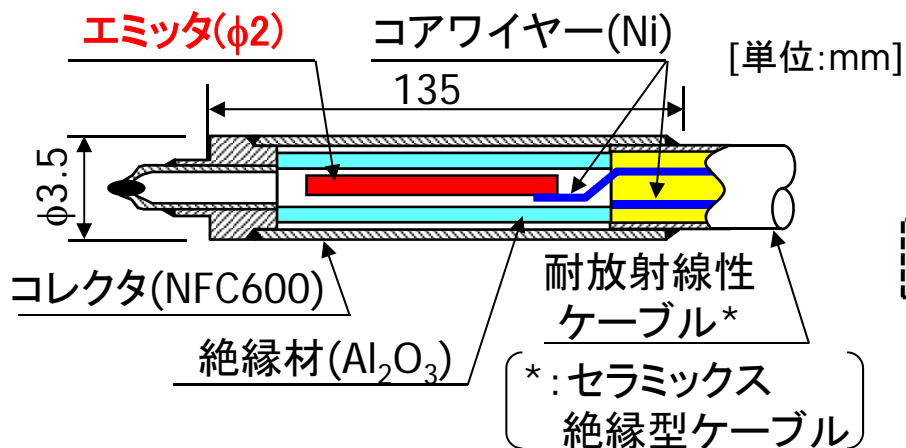 エミッタ(φ2)
コアワイヤー(Ni)
[単位:mm]
135
φ3.5
コレクタ(NFC600)
絶縁材(Al₂O₃)
耐放射線性
ケーブル*
*:セラミックス
絶縁型ケーブル